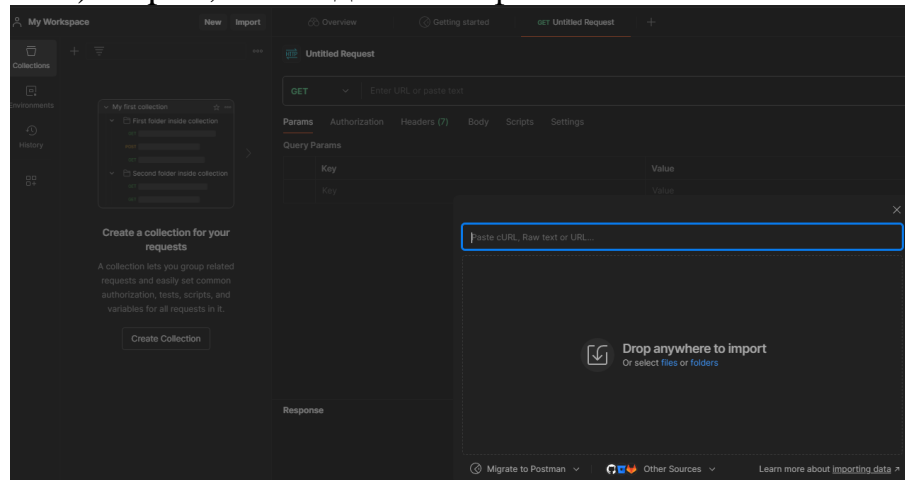 My Workspace New Import Overview Getting started GET Untitled Request
Collections
Environments
History
My first collection
First folder inside collection
Second folder inside collection
Create a collection for your
requests
A collection lets you group related
requests and easily set common
authorization, tests, scripts, and
variables for all requests in it.
Create Collection
Untitled Request
GET Enter URL or paste text
Params Authorization Headers (7) Body Scripts Settings
Query Params
Key Value
Key Value
Response
Paste cURL, Raw text or URL...
Drop anywhere to import
Or select files or folders
Migrate to Postman Other Sources Learn more about importing data